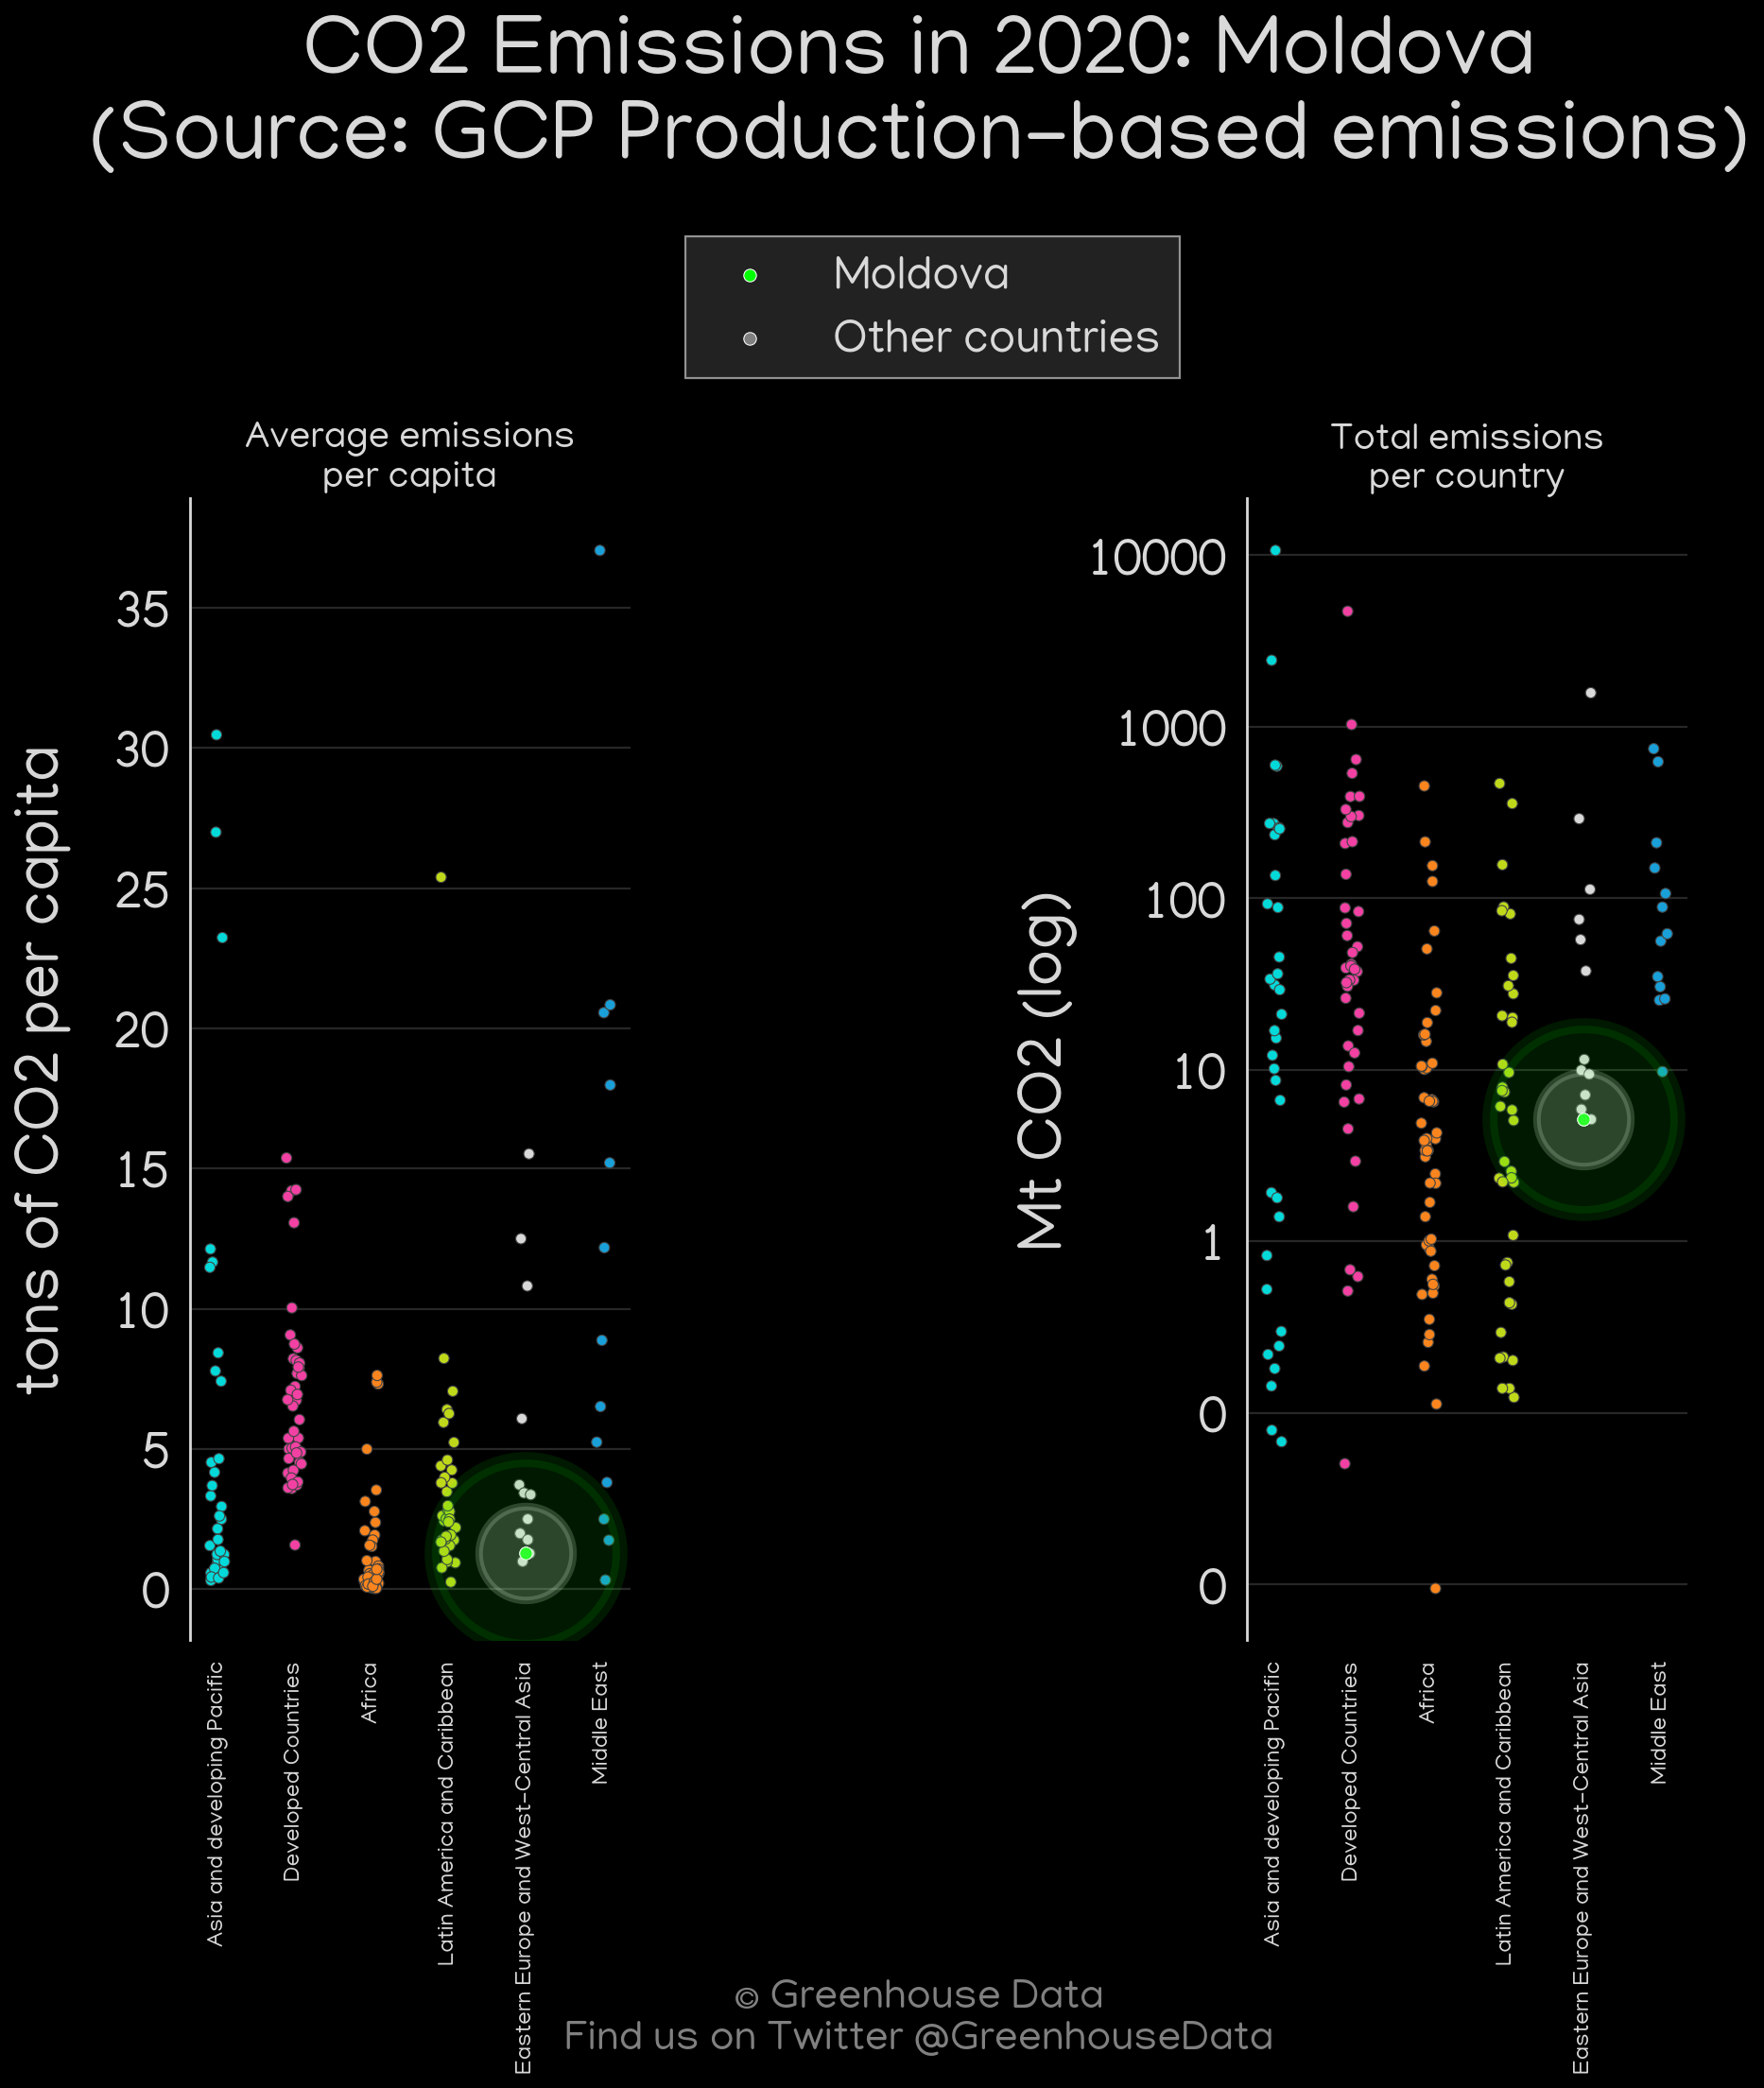 CO2 Emissions in 2020: Moldova
(Source: GCP Production-based emissions)
Moldova
Other countries
Average emissions
per capita
tons of CO2 per capita
35
30
25
20
15
10
5
0
Asia and developing Pacific
Developed Countries
Africa
Latin America and Caribbean
Eastern Europe and West-Central Asia
Middle East
Total emissions
per country
Mt CO2 (log)
10000
1000
100
10
1
0
0
Asia and developing Pacific
Developed Countries
Africa
Latin America and Caribbean
Eastern Europe and West-Central Asia
Middle East
© Greenhouse Data
Find us on Twitter @GreenhouseData